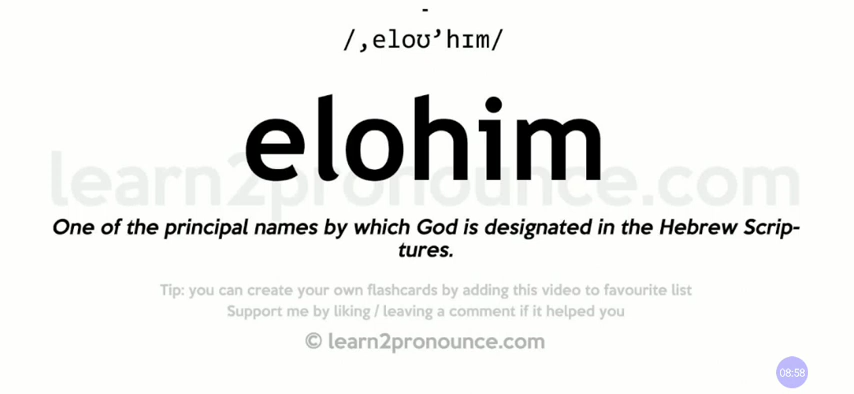 -
/ˌeloʊ’hɪm/
elohim
learn2pronounce.com
One of the principal names by which God is designated in the Hebrew Scrip-
tures.
Tip: you can create your own flashcards by adding this video to favourite list
Support me by liking / leaving a comment if it helped you
© learn2pronounce.com
08:58